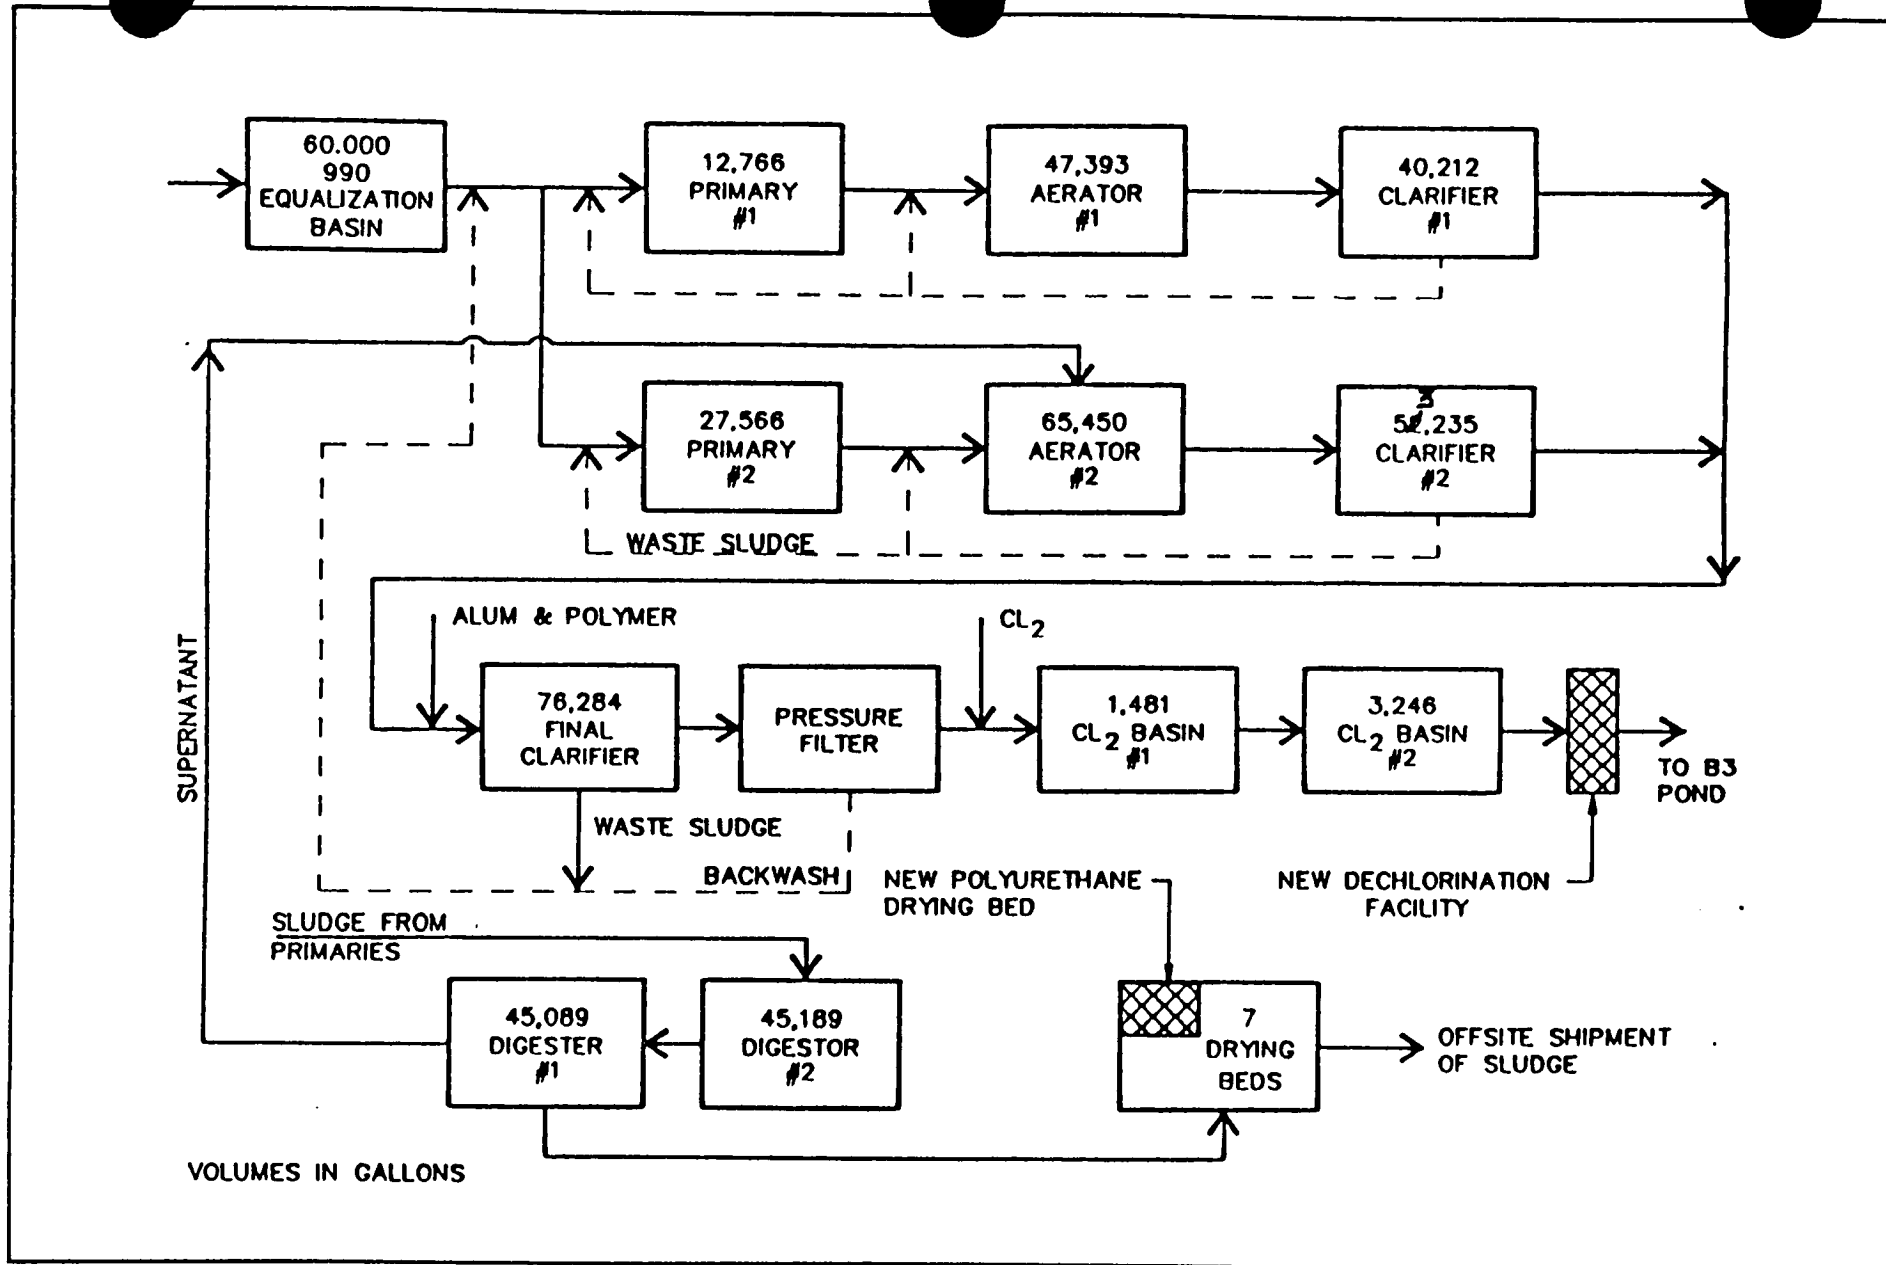 60.000
990
EQUALIZATION
BASIN
12,766
PRIMARY
#1
47,393
AERATOR
#1
40,212
CLARIFIER
#1
27,566
PRIMARY
#2
65,450
AERATOR
#2
3
52,235
CLARIFIER
#2
WASTE SLUDGE
SUPERNATANT
ALUM & POLYMER
CL2
76,284
FINAL
CLARIFIER
PRESSURE
FILTER
1,481
CL2 BASIN
#1
3,246
CL2 BASIN
#2
TO B3
POND
WASTE SLUDGE
BACKWASH
NEW POLYURETHANE
DRYING BED
NEW DECHLORINATION
FACILITY
SLUDGE FROM
PRIMARIES
45,089
DIGESTER
#1
45,189
DIGESTOR
#2
7
DRYING
BEDS
OFFSITE SHIPMENT
OF SLUDGE
VOLUMES IN GALLONS